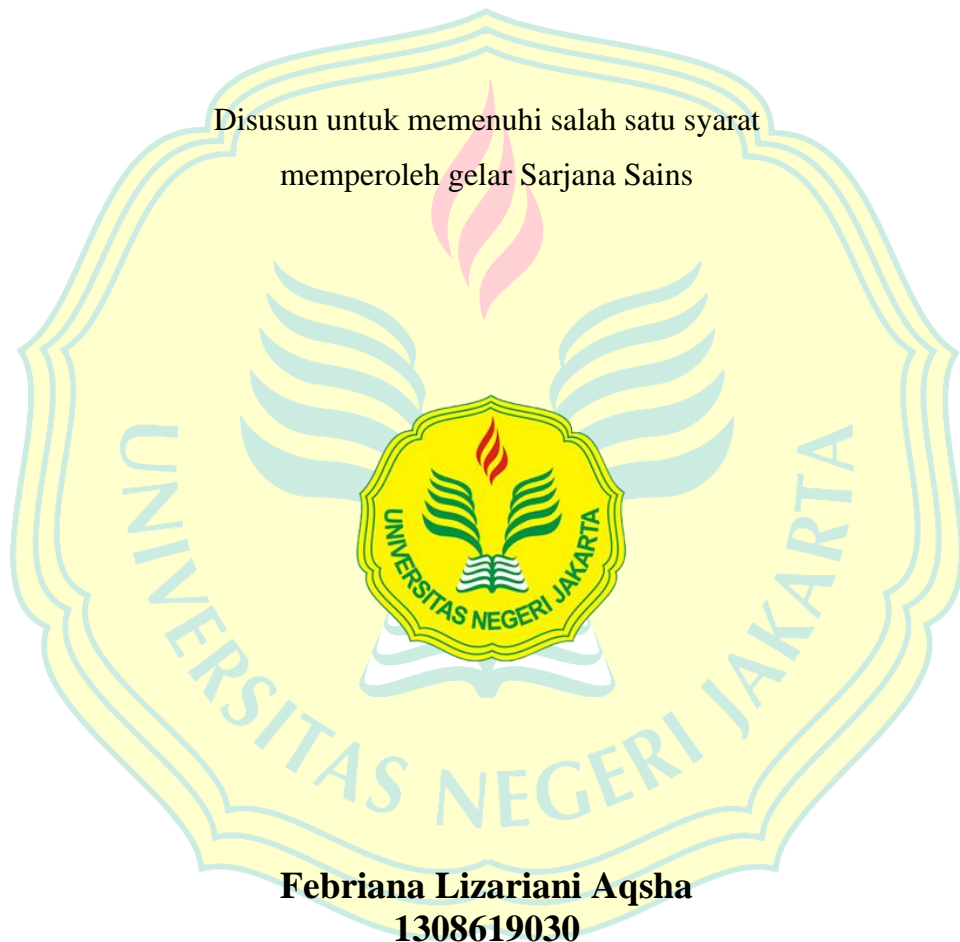 Disusun untuk memenuhi salah satu syarat
memperoleh gelar Sarjana Sains
UNIVERSITAS NEGERI JAKARTA
UNIVERSITAS NEGERI JAKARTA
Febriana Lizariani Aqsha
1308619030